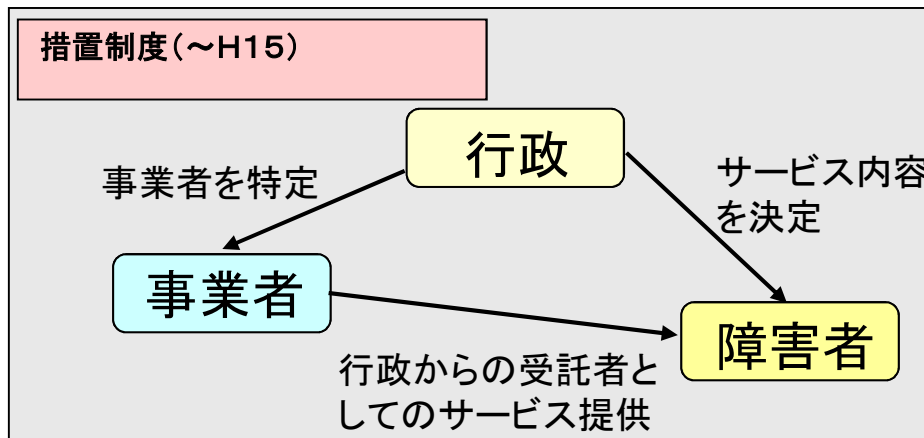 措置制度（～H15）
行政
事業者を特定
サービス内容
を決定
事業者
障害者
行政からの受託者と
してのサービス提供